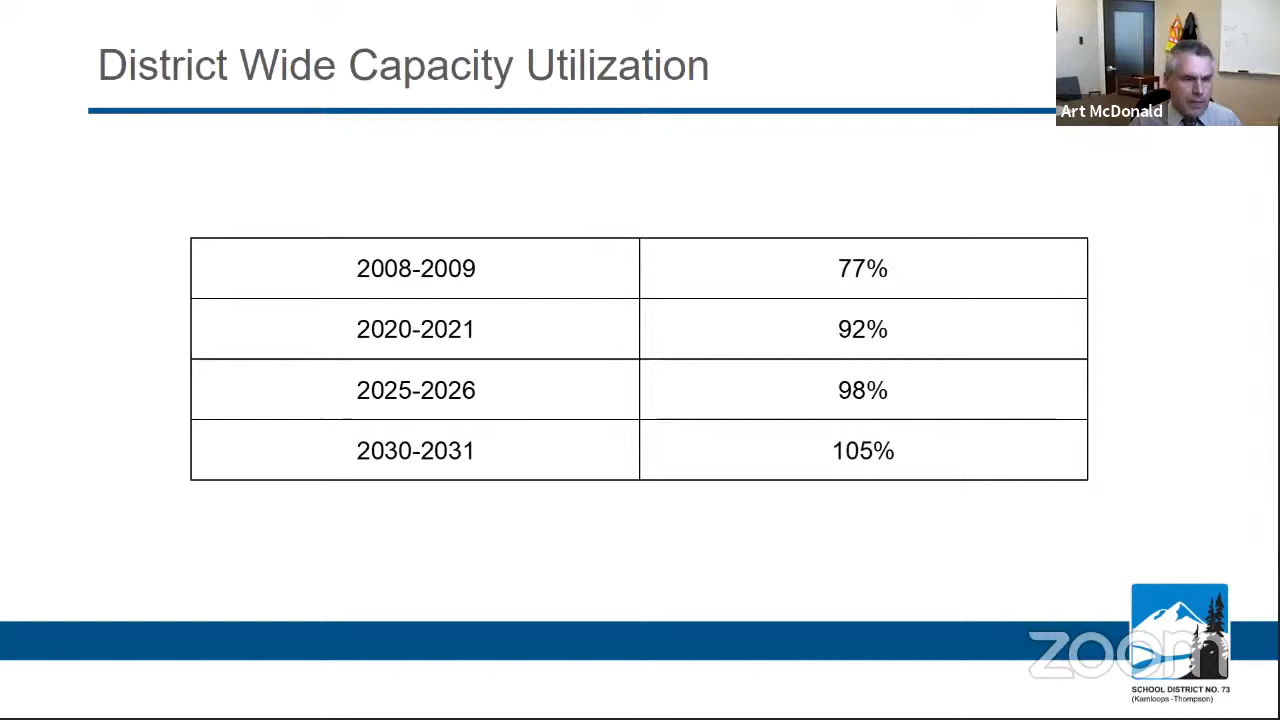 District Wide Capacity Utilization
Art McDonald
2008-2009 77%
2020-2021 92%
2025-2026 98%
2030-2031 105%
zoom
SCHOOL DISTRICT NO. 73
(Kamloops -Thompson)